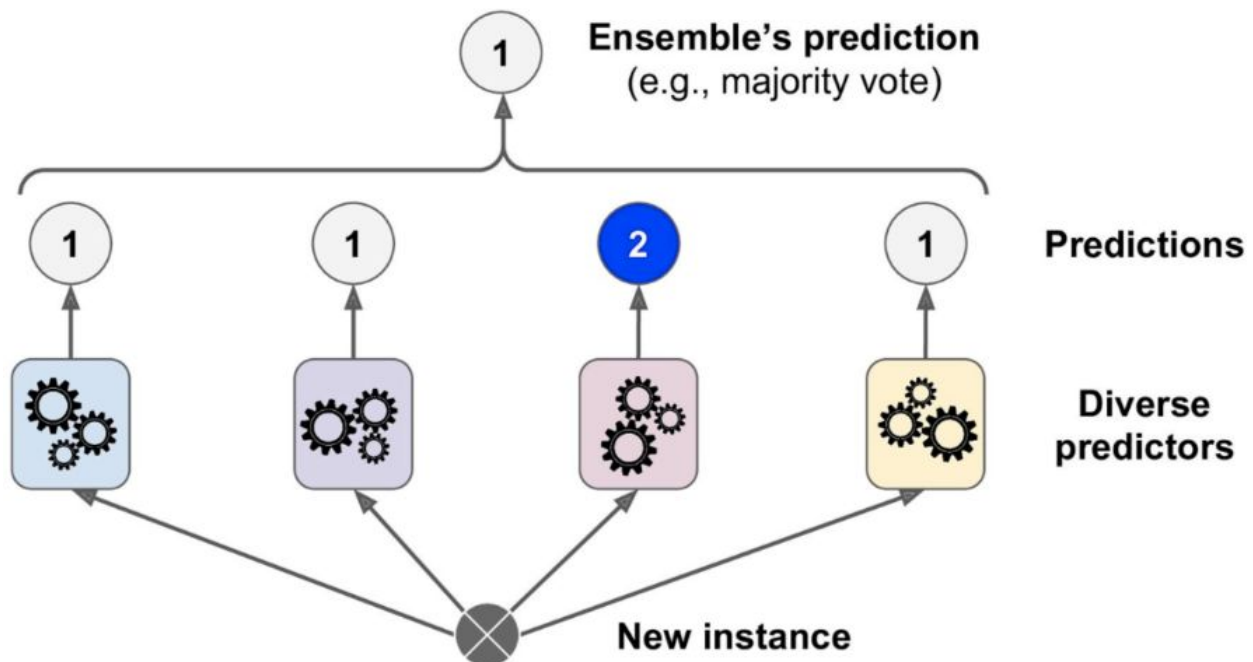 1
Ensemble's prediction
(e.g., majority vote)
1
1
2
1
Predictions
Diverse
predictors
New instance